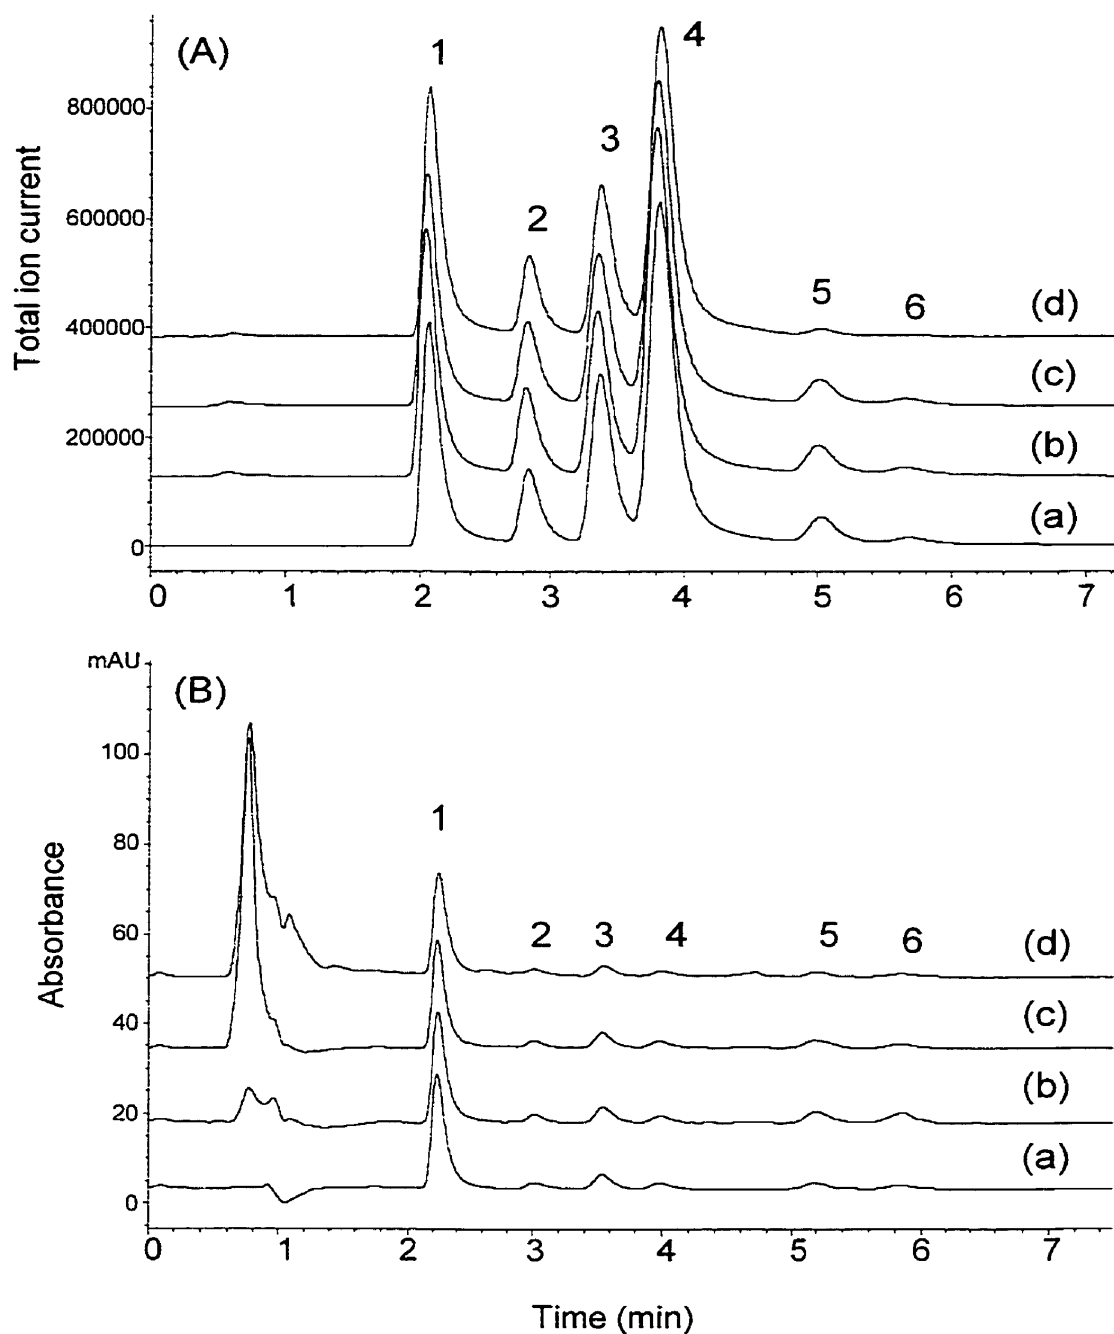 (A)
1
4
3
2
5
6
800000
600000
400000
200000
0
Total ion current
(d)
(c)
(b)
(a)
0 1 2 3 4 5 6 7
mAU
(B)
100
80
60
40
20
0
Absorbance
1
2 3 4 5 6
(d)
(c)
(b)
(a)
0 1 2 3 4 5 6 7
Time (min)